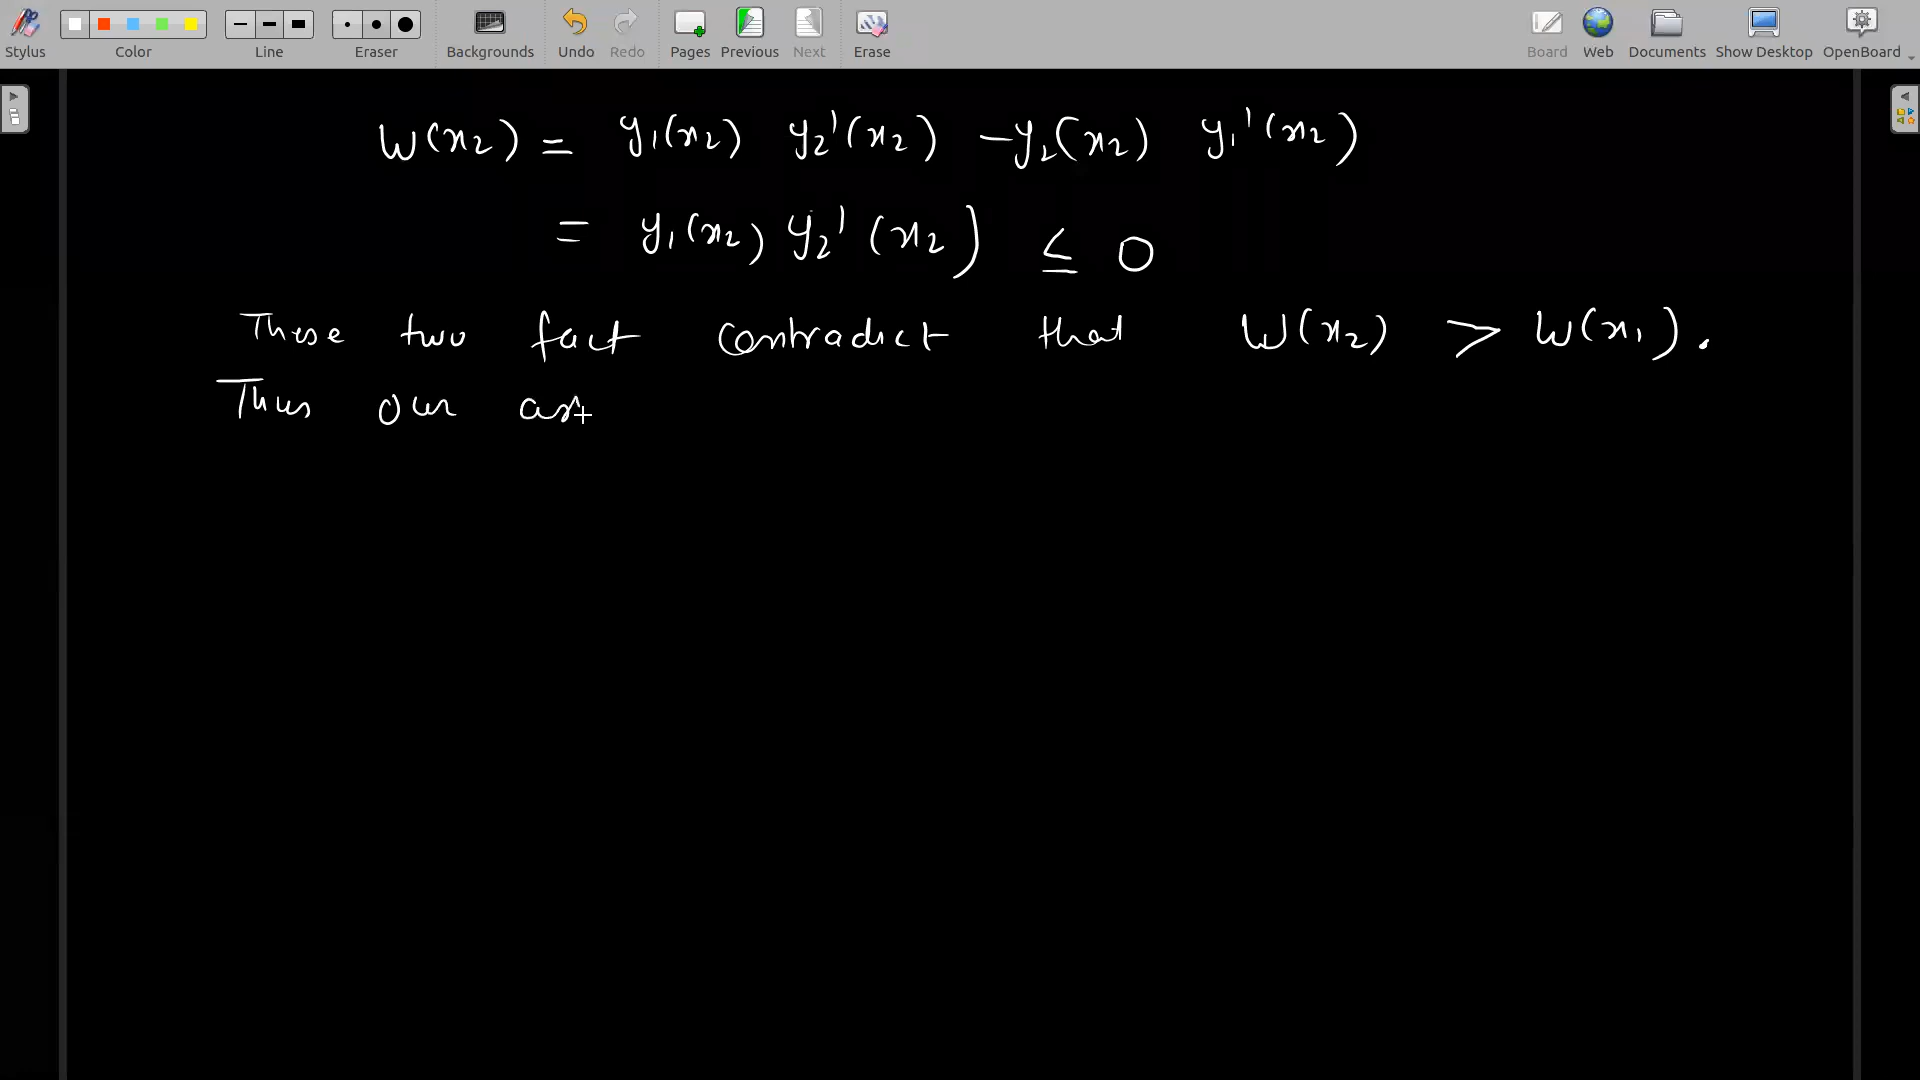 Stylus Color Line Eraser Backgrounds Undo Redo Pages Previous Next Erase Board Web Documents Show Desktop OpenBoard
W(x₂) = y₁(x₂) y₂'(x₂) - y₂(x₂) y₁'(x₂)
= y₁(x₂) y₂'(x₂) ≤ 0
These two fact contradict that W(x₂) > W(x₁).
Thus our